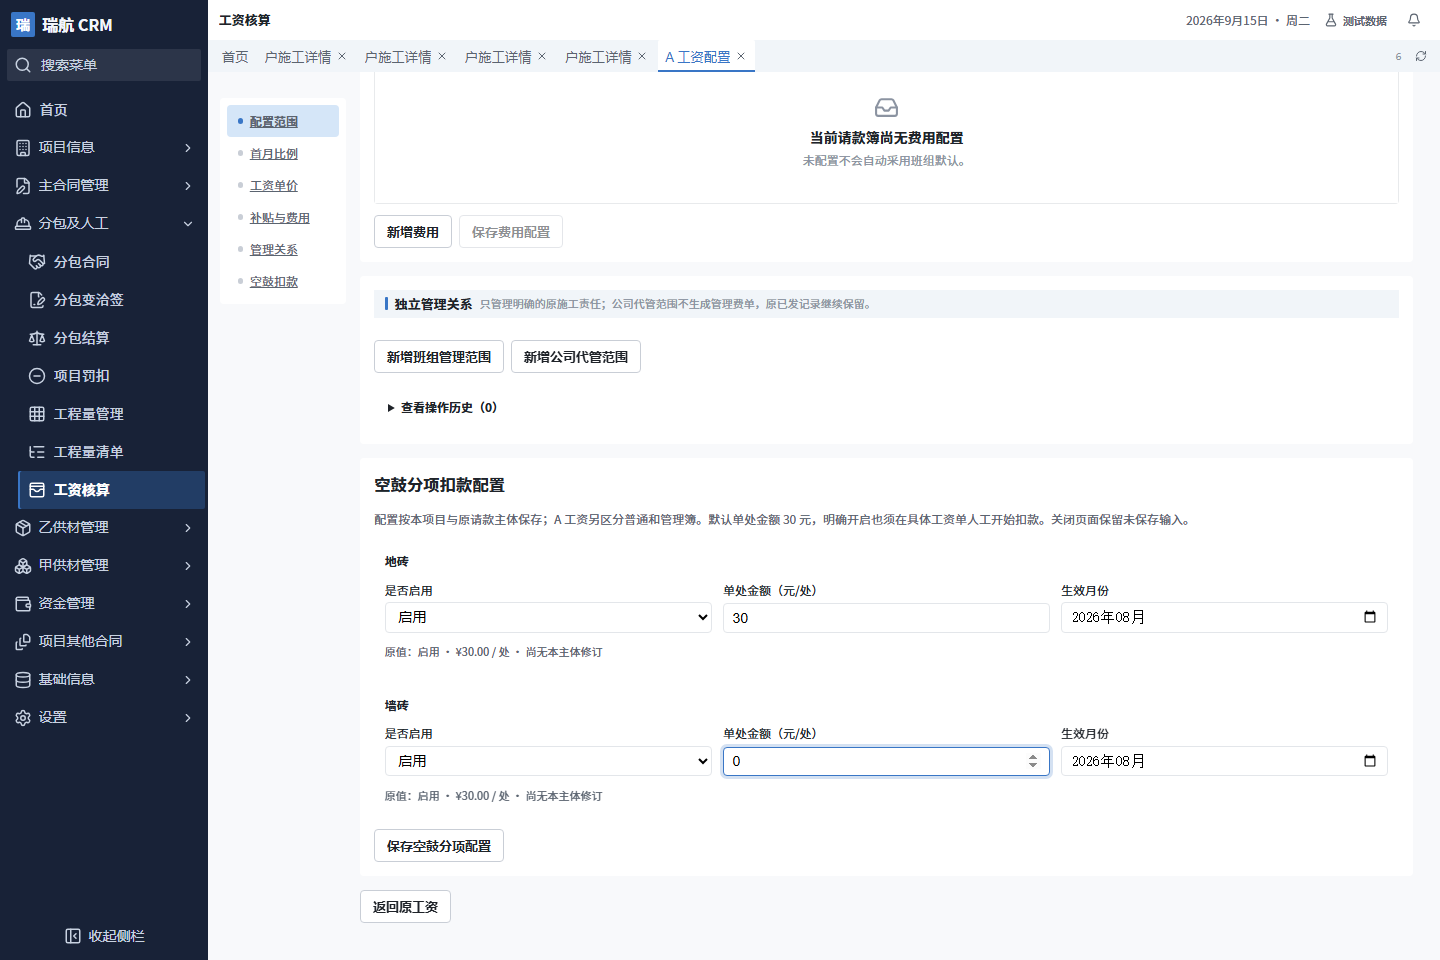 瑞 瑞航 CRM
搜索菜单
首页
项目信息
主合同管理
分包及人工
分包合同
分包变洽签
分包结算
项目罚扣
工程量管理
工程量清单
工资核算
乙供材管理
甲供材管理
资金管理
项目其他合同
基础信息
设置
收起侧栏
工资核算
2026年9月15日 · 周二 测试数据
首页 户施工详情 户施工详情 户施工详情 户施工详情 A 工资配置 6
配置范围
首月比例
工资单价
补贴与费用
管理关系
空鼓扣款
当前请款簿尚无费用配置
未配置不会自动采用班组默认。
新增费用 保存费用配置
独立管理关系 只管理明确的原施工责任；公司代管范围不生成管理费单，原已发记录继续保留。
新增班组管理范围 新增公司代管范围
查看操作历史（0）
空鼓分项扣款配置
配置按本项目与原请款主体保存；A 工资另区分普通和管理簿。默认单处金额 30 元，明确开启也须在具体工资单人工开始扣款。关闭页面保留未保存输入。
地砖
是否启用 单处金额（元/处） 生效月份
启用 30 2026年08月
原值：启用 · ¥30.00 / 处 · 尚无本主体修订
墙砖
是否启用 单处金额（元/处） 生效月份
启用 0 2026年08月
原值：启用 · ¥30.00 / 处 · 尚无本主体修订
保存空鼓分项配置
返回原工资